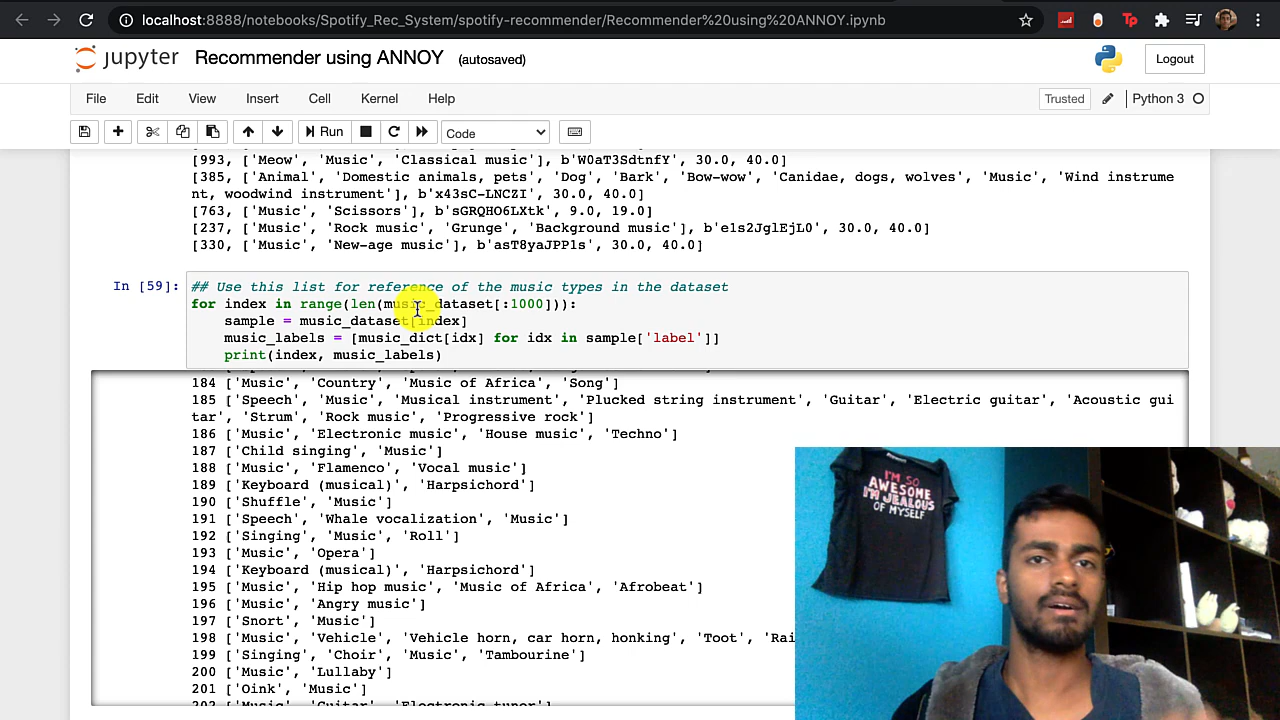 localhost:8888/notebooks/Spotify_Rec_System/spotify-recommender/Recommender%20using%20ANNOY.ipynb
Tp
jupyter Recommender using ANNOY (autosaved)
Logout
File Edit View Insert Cell Kernel Help
Trusted Python 3
Run Code
[993, ['Meow', 'Music', 'Classical music'], b'W0aT3SdtnfY', 30.0, 40.0]
[385, ['Animal', 'Domestic animals, pets', 'Dog', 'Bark', 'Bow-wow', 'Canidae, dogs, wolves', 'Music', 'Wind instrume
nt, woodwind instrument'], b'x43sC-LNCZI', 30.0, 40.0]
[763, ['Music', 'Scissors'], b'sGRQHO6LXtk', 9.0, 19.0]
[237, ['Music', 'Rock music', 'Grunge', 'Background music'], b'e1s2JglEjL0', 30.0, 40.0]
[330, ['Music', 'New-age music'], b'asT8yaJPP1s', 30.0, 40.0]
In [59]: ## Use this list for reference of the music types in the dataset
for index in range(len(music_dataset[:1000])):
sample = music_dataset[index]
music_labels = [music_dict[idx] for idx in sample['label']]
print(index, music_labels)
184 ['Music', 'Country', 'Music of Africa', 'Song']
185 ['Speech', 'Music', 'Musical instrument', 'Plucked string instrument', 'Guitar', 'Electric guitar', 'Acoustic gui
tar', 'Strum', 'Rock music', 'Progressive rock']
186 ['Music', 'Electronic music', 'House music', 'Techno']
187 ['Child singing', 'Music']
188 ['Music', 'Flamenco', 'Vocal music']
189 ['Keyboard (musical)', 'Harpsichord']
190 ['Shuffle', 'Music']
191 ['Speech', 'Whale vocalization', 'Music']
192 ['Singing', 'Music', 'Roll']
193 ['Music', 'Opera']
194 ['Keyboard (musical)', 'Harpsichord']
195 ['Music', 'Hip hop music', 'Music of Africa', 'Afrobeat']
196 ['Music', 'Angry music']
197 ['Snort', 'Music']
198 ['Music', 'Vehicle', 'Vehicle horn, car horn, honking', 'Toot', 'Rai
199 ['Singing', 'Choir', 'Music', 'Tambourine']
200 ['Music', 'Lullaby']
201 ['Oink', 'Music']
202 ['Music', 'Guitar', 'Electronic tuner']
I'M SO
AWESOME
I'M JEALOUS
OF MYSELF